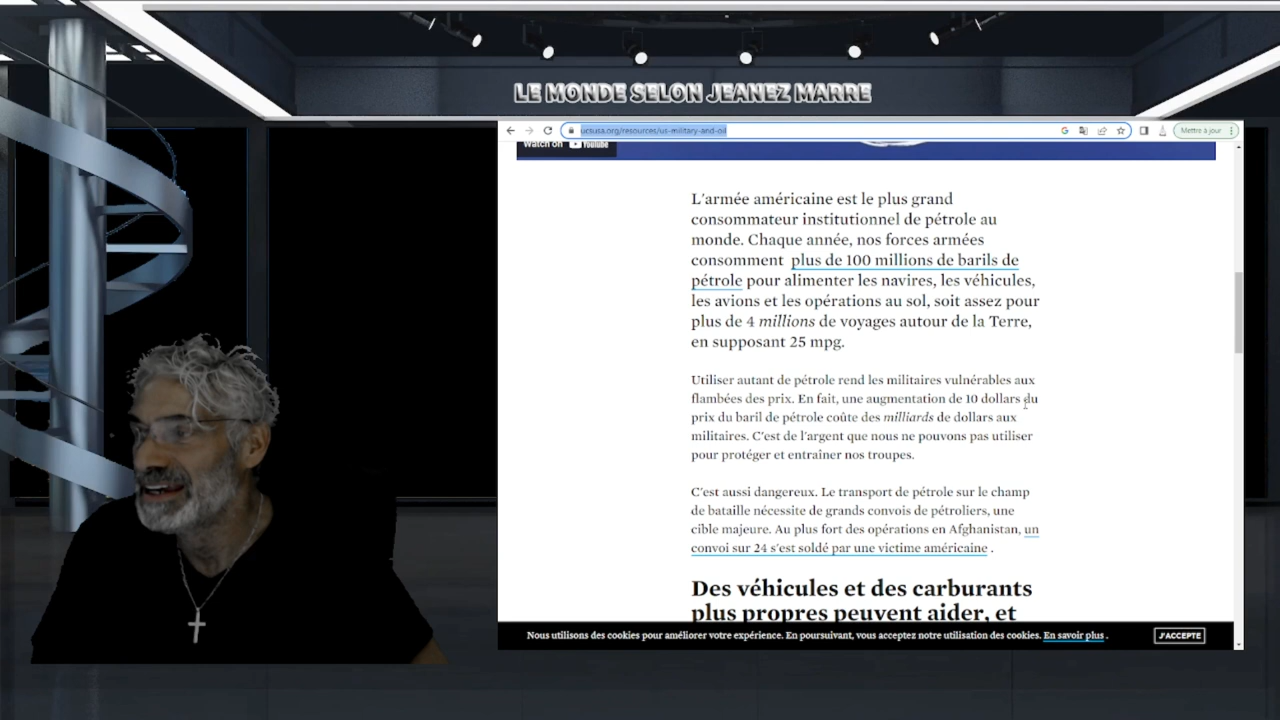 LE MONDE SELON JEANEZ MARRE
ucsusa.org/resources/us-military-and-oil
Mettre à jour
Watch on YouTube
L'armée américaine est le plus grand
consommateur institutionnel de pétrole au
monde. Chaque année, nos forces armées
consomment plus de 100 millions de barils de
pétrole pour alimenter les navires, les véhicules,
les avions et les opérations au sol, soit assez pour
plus de 4 millions de voyages autour de la Terre,
en supposant 25 mpg.
Utiliser autant de pétrole rend les militaires vulnérables aux
flambées des prix. En fait, une augmentation de 10 dollars du
prix du baril de pétrole coûte des milliards de dollars aux
militaires. C'est de l'argent que nous ne pouvons pas utiliser
pour protéger et entraîner nos troupes.
C'est aussi dangereux. Le transport de pétrole sur le champ
de bataille nécessite de grands convois de pétroliers, une
cible majeure. Au plus fort des opérations en Afghanistan, un
convoi sur 24 s'est soldé par une victime américaine .
Des véhicules et des carburants
plus propres peuvent aider, et
Nous utilisons des cookies pour améliorer votre expérience. En poursuivant, vous acceptez notre utilisation des cookies. En savoir plus .
J'ACCEPTE